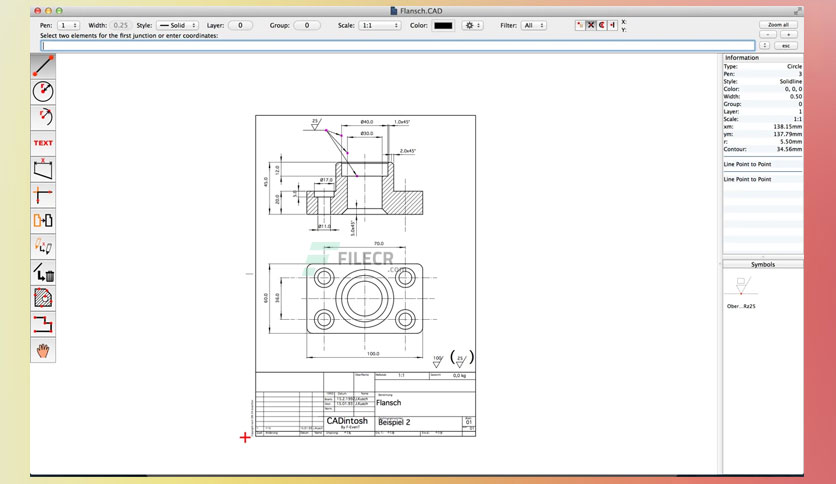 Flansch.CAD
Pen: 1 Width: 0.25 Style: Solid Layer: 0 Group: 0 Scale: 1:1 Color: Filter: All X:
Y:
Zoom all
Select two elements for the first junction or enter coordinates:
- +
esc
TEXT
Information
Type: Circle
Pen: 3
Style: Solidline
Color: 0, 0, 0
Width: 0.50
Group: 0
Layer: 1
Scale: 1:1
xm: 138.15mm
ym: 137.79mm
r: 5.50mm
Contour: 34.56mm
Line Point to Point
Line Point to Point
Symbols
Ober...Rz25
25
Ø40.0 1.0x45°
Ø30.0
2.0x45°
12.0
Ø17.0
45.0
20.0
Ø11.0
5.0x45°
70.0
FILECR
.com
60.0
36.0
100.0
100 ( 25 )
1:1 0,0 kg
Flansch
CADintosh
Beispiel 2
01